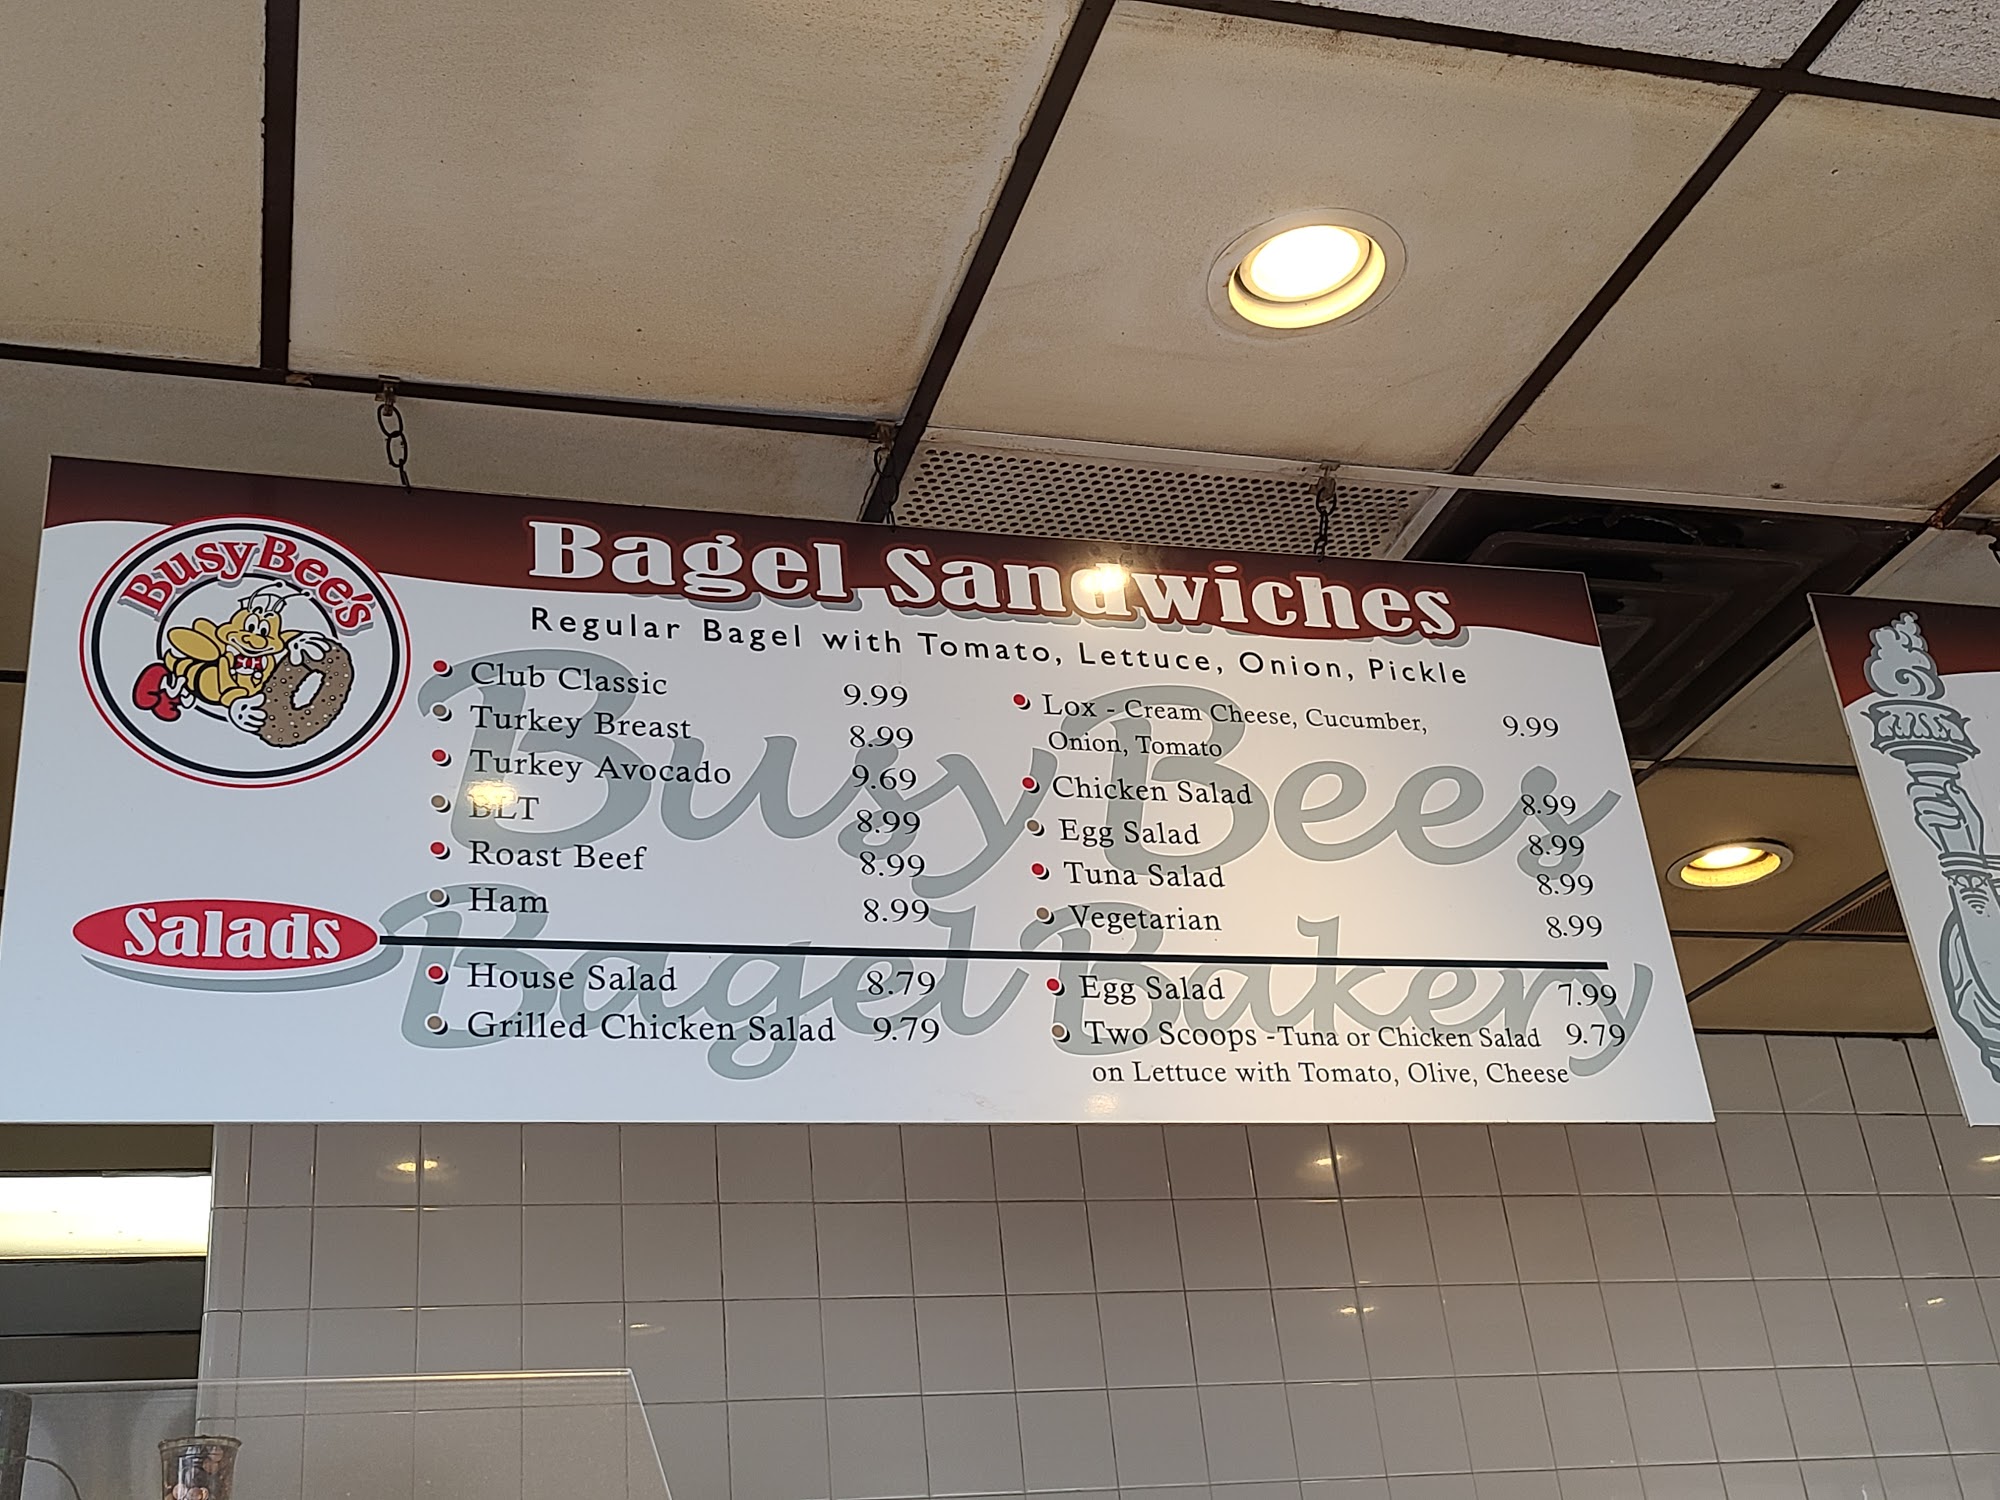 BusyBee's
Bagel Sandwiches
Regular Bagel with Tomato, Lettuce, Onion, Pickle
Club Classic 9.99
Turkey Breast 8.99
Turkey Avocado 9.69
BLT 8.99
Roast Beef 8.99
Ham 8.99
Lox - Cream Cheese, Cucumber, 9.99
Onion, Tomato
Chicken Salad 8.99
Egg Salad 8.99
Tuna Salad 8.99
Vegetarian 8.99
Busy Bees
Bagel Bakery
Salads
House Salad 8.79
Grilled Chicken Salad 9.79
Egg Salad 7.99
Two Scoops - Tuna or Chicken Salad 9.79
on Lettuce with Tomato, Olive, Cheese